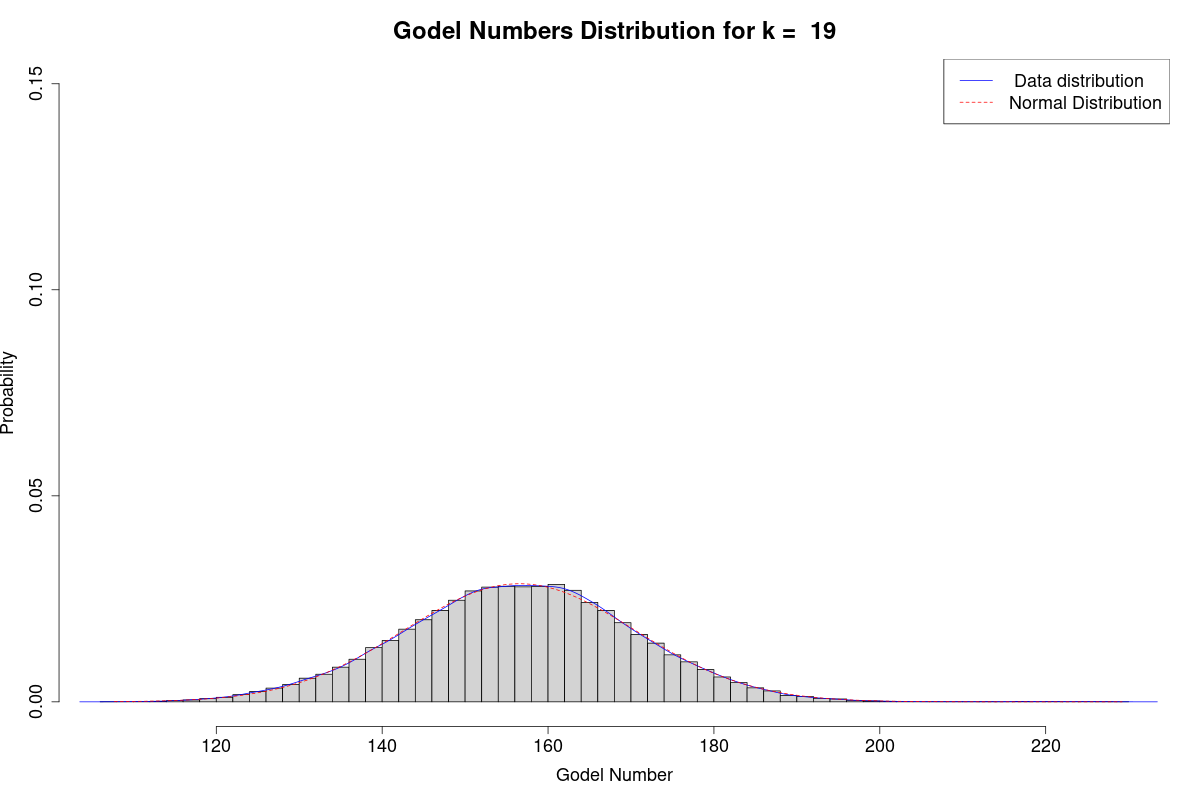 Godel Numbers Distribution for k =  19
Data distribution
Normal Distribution
0.15
0.10
0.05
0.00
Probability
120 140 160 180 200 220
Godel Number